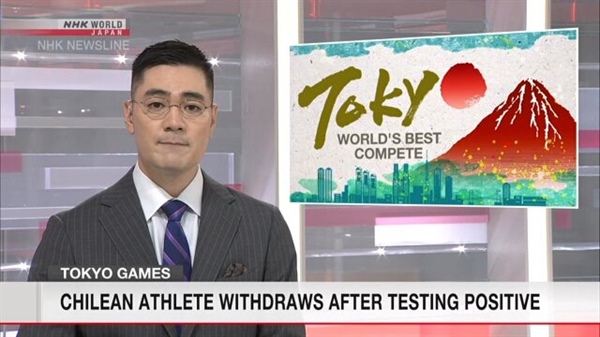 NHK WORLD
JAPAN
NHK NEWSLINE
TOKYO
WORLD'S BEST
COMPETE
TOKYO GAMES
CHILEAN ATHLETE WITHDRAWS AFTER TESTING POSITIVE